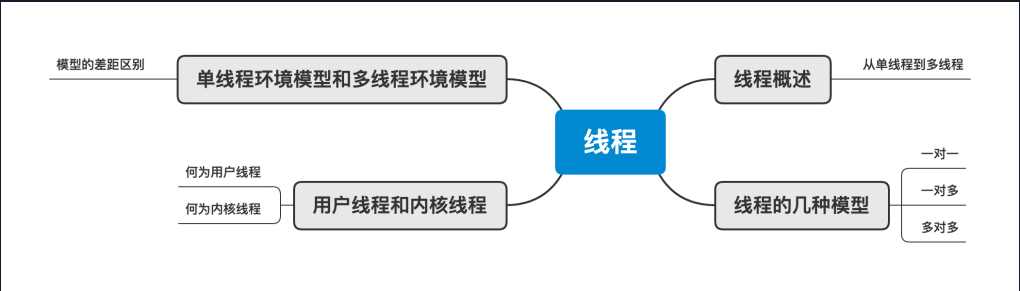 线程
线程概述
从单线程到多线程
线程的几种模型
一对一
一对多
多对多
单线程环境模型和多线程环境模型
模型的差距区别
用户线程和内核线程
何为用户线程
何为内核线程